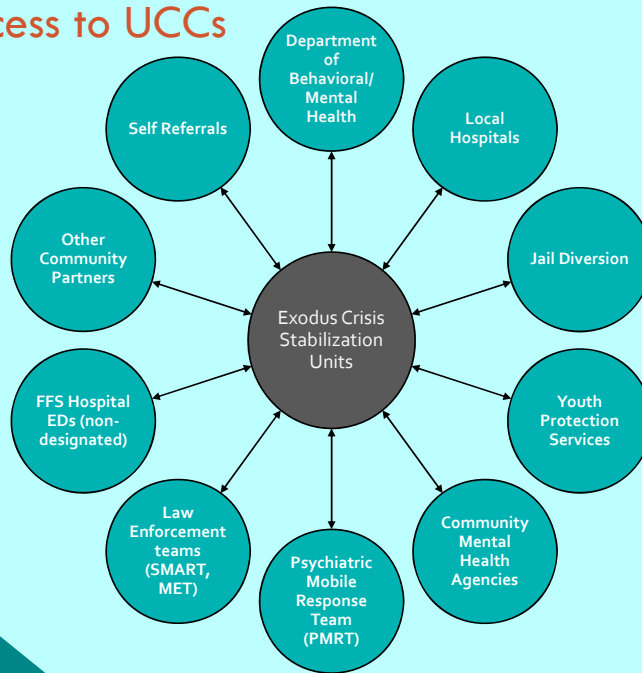 cess to UCCs
Department
of
Behavioral/
Mental
Health
Local
Hospitals
Jail Diversion
Youth
Protection
Services
Community
Mental
Health
Agencies
Psychiatric
Mobile
Response
Team
(PMRT)
Law
Enforcement
teams
(SMART,
MET)
FFS Hospital
EDs (non-
designated)
Other
Community
Partners
Self Referrals
Exodus Crisis
Stabilization
Units